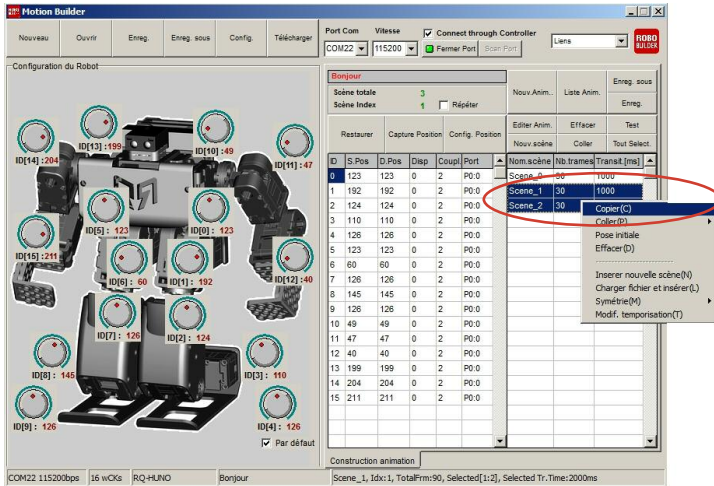 Motion Builder
Nouveau Ouvrir Enreg. Enreg. sous Config. Télécharger
Port Com Vitesse Connect through Controller
COM22 115200 Fermer Port Scan Port
Liens
ROBO BUILDER
Configuration du Robot
ID[14] :204
ID[13] :199
ID[10] :49
ID[11] : 47
ID[5] : 123
ID[0] : 123
ID[15] :211
ID[6] : 60
ID[1] : 192
ID[12] :40
ID[7] : 126
ID[2] : 124
ID[8] : 145
ID[3] : 110
ID[9] : 126
ID[4] : 126
Par défaut
Bonjour
Scène totale 3
Scène Index 1 Répéter
Nouv.Anim.. Liste Anim. Enreg. sous
Enreg.
Restaurer Capture Position Config. Position
Editer Anim. Effacer Test
Nouv.scène Coller Tout Select.
ID S.Pos D.Pos Disp Coupl. Port
0 123 123 0 2 P0:0
1 192 192 0 2 P0:0
2 124 124 0 2 P0:0
3 110 110 0 2 P0:0
4 126 126 0 2 P0:0
5 123 123 0 2 P0:0
6 60 60 0 2 P0:0
7 126 126 0 2 P0:0
8 145 145 0 2 P0:0
9 126 126 0 2 P0:0
10 49 49 0 2 P0:0
11 47 47 0 2 P0:0
12 40 40 0 2 P0:0
13 199 199 0 2 P0:0
14 204 204 0 2 P0:0
15 211 211 0 2 P0:0
Nom.scène Nb.trames Transit.[ms]
Scene_0 30 1000
Scene_1 30 1000
Scene_2 30
Copier(C)
Coller(P)
Pose initiale
Effacer(D)
Inserer nouvelle scène(N)
Charger fichier et insérer(L)
Symétrie(M)
Modif. temporisation(T)
Construction animation
COM22 115200bps 16 wCKs RQ-HUNO Bonjour Scene_1, Idx:1, TotalFrm:90, Selected[1:2], Selected Tr.Time:2000ms